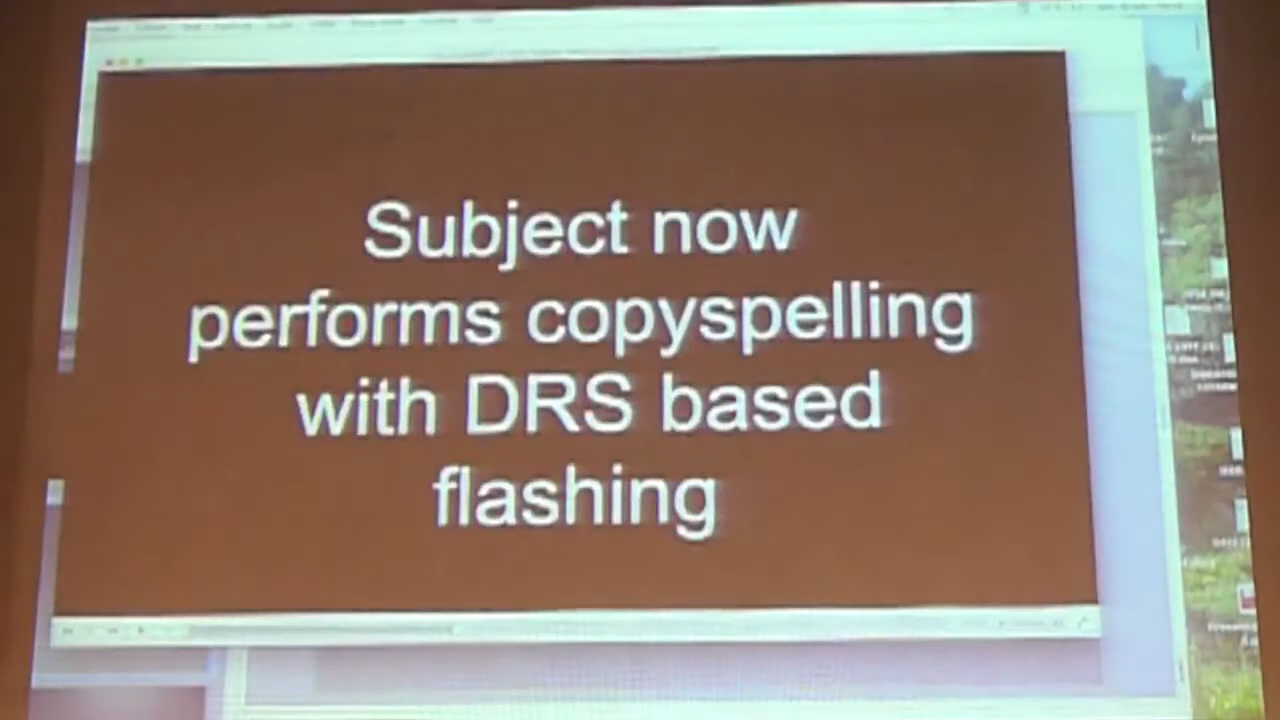 Subject now
performs copyspelling
with DRS based
flashing